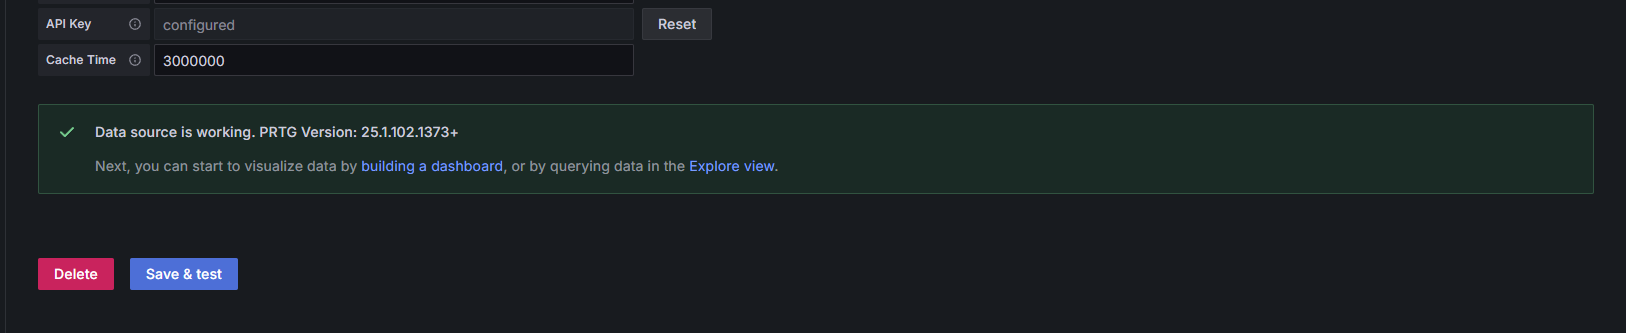 API Key
configured
Reset
Cache Time
3000000
Data source is working. PRTG Version: 25.1.102.1373+
Next, you can start to visualize data by building a dashboard, or by querying data in the Explore view.
Delete
Save & test